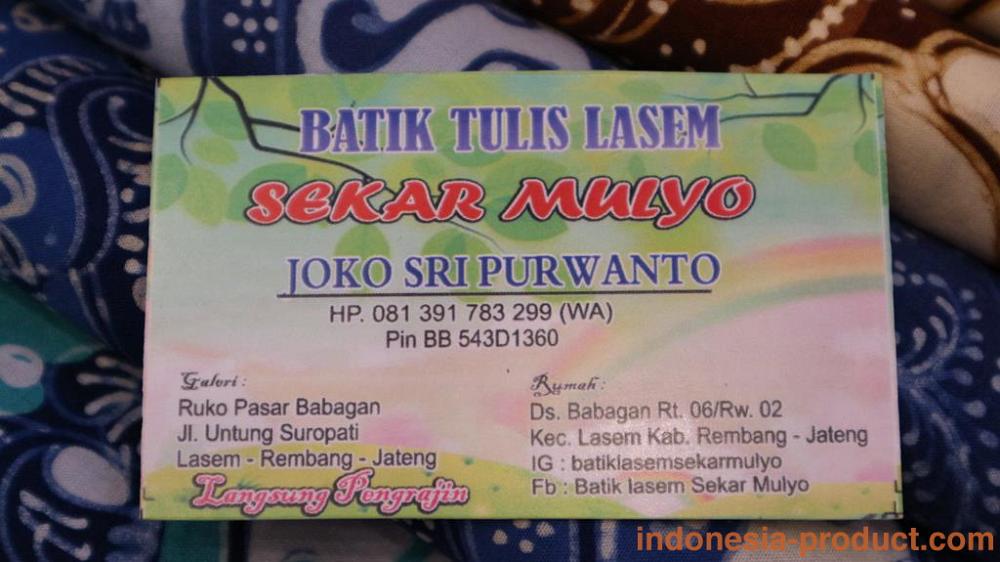 BATIK TULIS LASEM
SEKAR MULYO
JOKO SRI PURWANTO
HP. 081 391 783 299 (WA)
Pin BB 543D1360
Galeri :
Ruko Pasar Babagan
Jl. Untung Suropati
Lasem - Rembang - Jateng
Langsung Pengrajin
Rumah :
Ds. Babagan Rt. 06/Rw. 02
Kec. Lasem Kab. Rembang - Jateng
IG : batiklasemsekarmulyo
Fb : Batik lasem Sekar Mulyo
indonesia-product.com